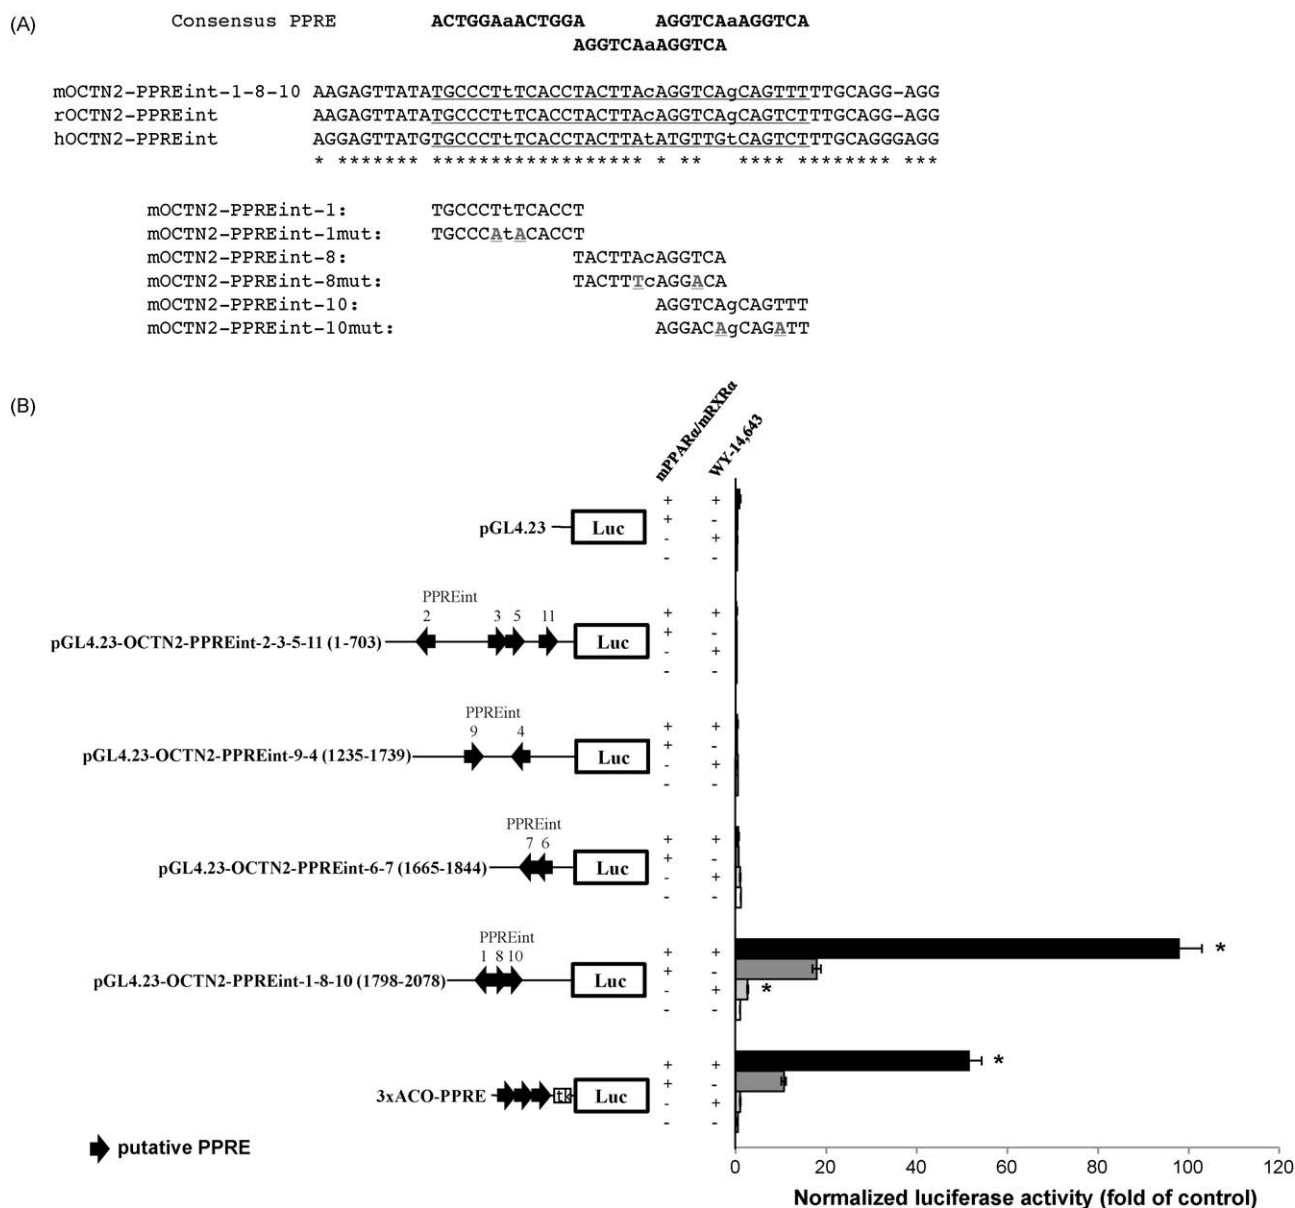 (A)
Consensus PPRE ACTGGAaACTGGA AGGTCAaAGGTCA
AGGTCAaAGGTCA
mOCTN2-PPREint-1-8-10 AAGAGTTATATGCCCTtTCACCTACTTAcAGGTCAgCAGTTTTTGCAGG-AGG
rOCTN2-PPREint AAGAGTTATATGCCCTtTCACCTACTTAcAGGTCAgCAGTCTTTGCAGG-AGG
hOCTN2-PPREint AGGAGTTATGTGCCCTtTCACCTACTTAtATGTTGtCAGTCTTTGCAGGGAGG
* ******* ****************** * ** **** ******** ***
mOCTN2-PPREint-1: TGCCCTtTCACCT
mOCTN2-PPREint-1mut: TGCCCAtACACCT
mOCTN2-PPREint-8: TACTTAcAGGTCA
mOCTN2-PPREint-8mut: TACTTTcAGGACA
mOCTN2-PPREint-10: AGGTCAgCAGTTT
mOCTN2-PPREint-10mut: AGGACAgCAGATT
(B)
mPPARα/mRXRα
WY-14,643
pGL4.23 Luc
+ +
+ -
- +
- -
PPREint
2 3 5 11
pGL4.23-OCTN2-PPREint-2-3-5-11 (1-703) Luc
+ +
+ -
- +
- -
PPREint
9 4
pGL4.23-OCTN2-PPREint-9-4 (1235-1739) Luc
+ +
+ -
- +
- -
PPREint
7 6
pGL4.23-OCTN2-PPREint-6-7 (1665-1844) Luc
+ +
+ -
- +
- -
PPREint
1 8 10
pGL4.23-OCTN2-PPREint-1-8-10 (1798-2078) Luc
+ + *
+ -
- + *
- -
3xACO-PPRE tk Luc
+ + *
+ -
- +
- -
putative PPRE
0 20 40 60 80 100 120
Normalized luciferase activity (fold of control)